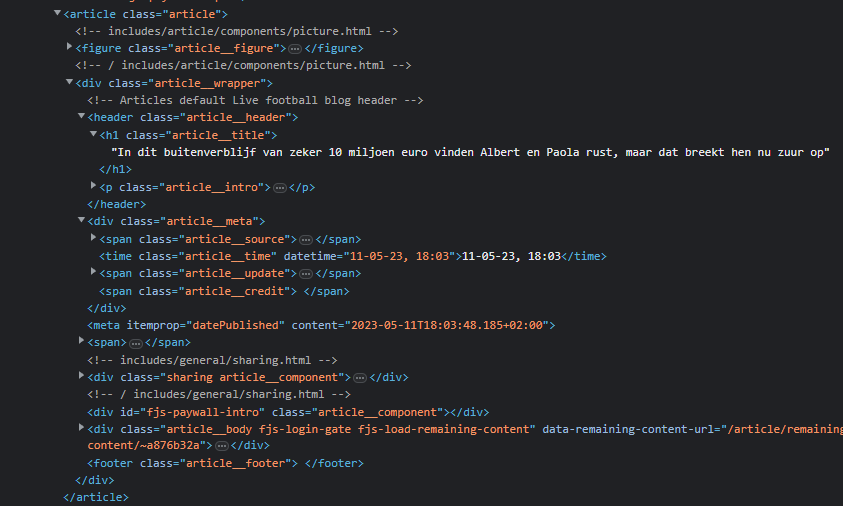 <article class="article">
<!-- includes/article/components/picture.html -->
<figure class="article__figure"> ⋯ </figure>
<!-- / includes/article/components/picture.html -->
<div class="article__wrapper">
<!-- Articles default Live football blog header -->
<header class="article__header">
<h1 class="article__title">
"In dit buitenverblijf van zeker 10 miljoen euro vinden Albert en Paola rust, maar dat breekt hen nu zuur op"
</h1>
<p class="article__intro"> ⋯ </p>
</header>
<div class="article__meta">
<span class="article__source"> ⋯ </span>
<time class="article__time" datetime="11-05-23, 18:03">11-05-23, 18:03</time>
<span class="article__update"> ⋯ </span>
<span class="article__credit"> </span>
</div>
<meta itemprop="datePublished" content="2023-05-11T18:03:48.185+02:00">
<span> ⋯ </span>
<!-- includes/general/sharing.html -->
<div class="sharing article__component"> ⋯ </div>
<!-- / includes/general/sharing.html -->
<div id="fjs-paywall-intro" class="article__component"></div>
<div class="article__body fjs-login-gate fjs-load-remaining-content" data-remaining-content-url="/article/remaining
content/~a876b32a"> ⋯ </div>
<footer class="article__footer"> </footer>
</div>
</article>